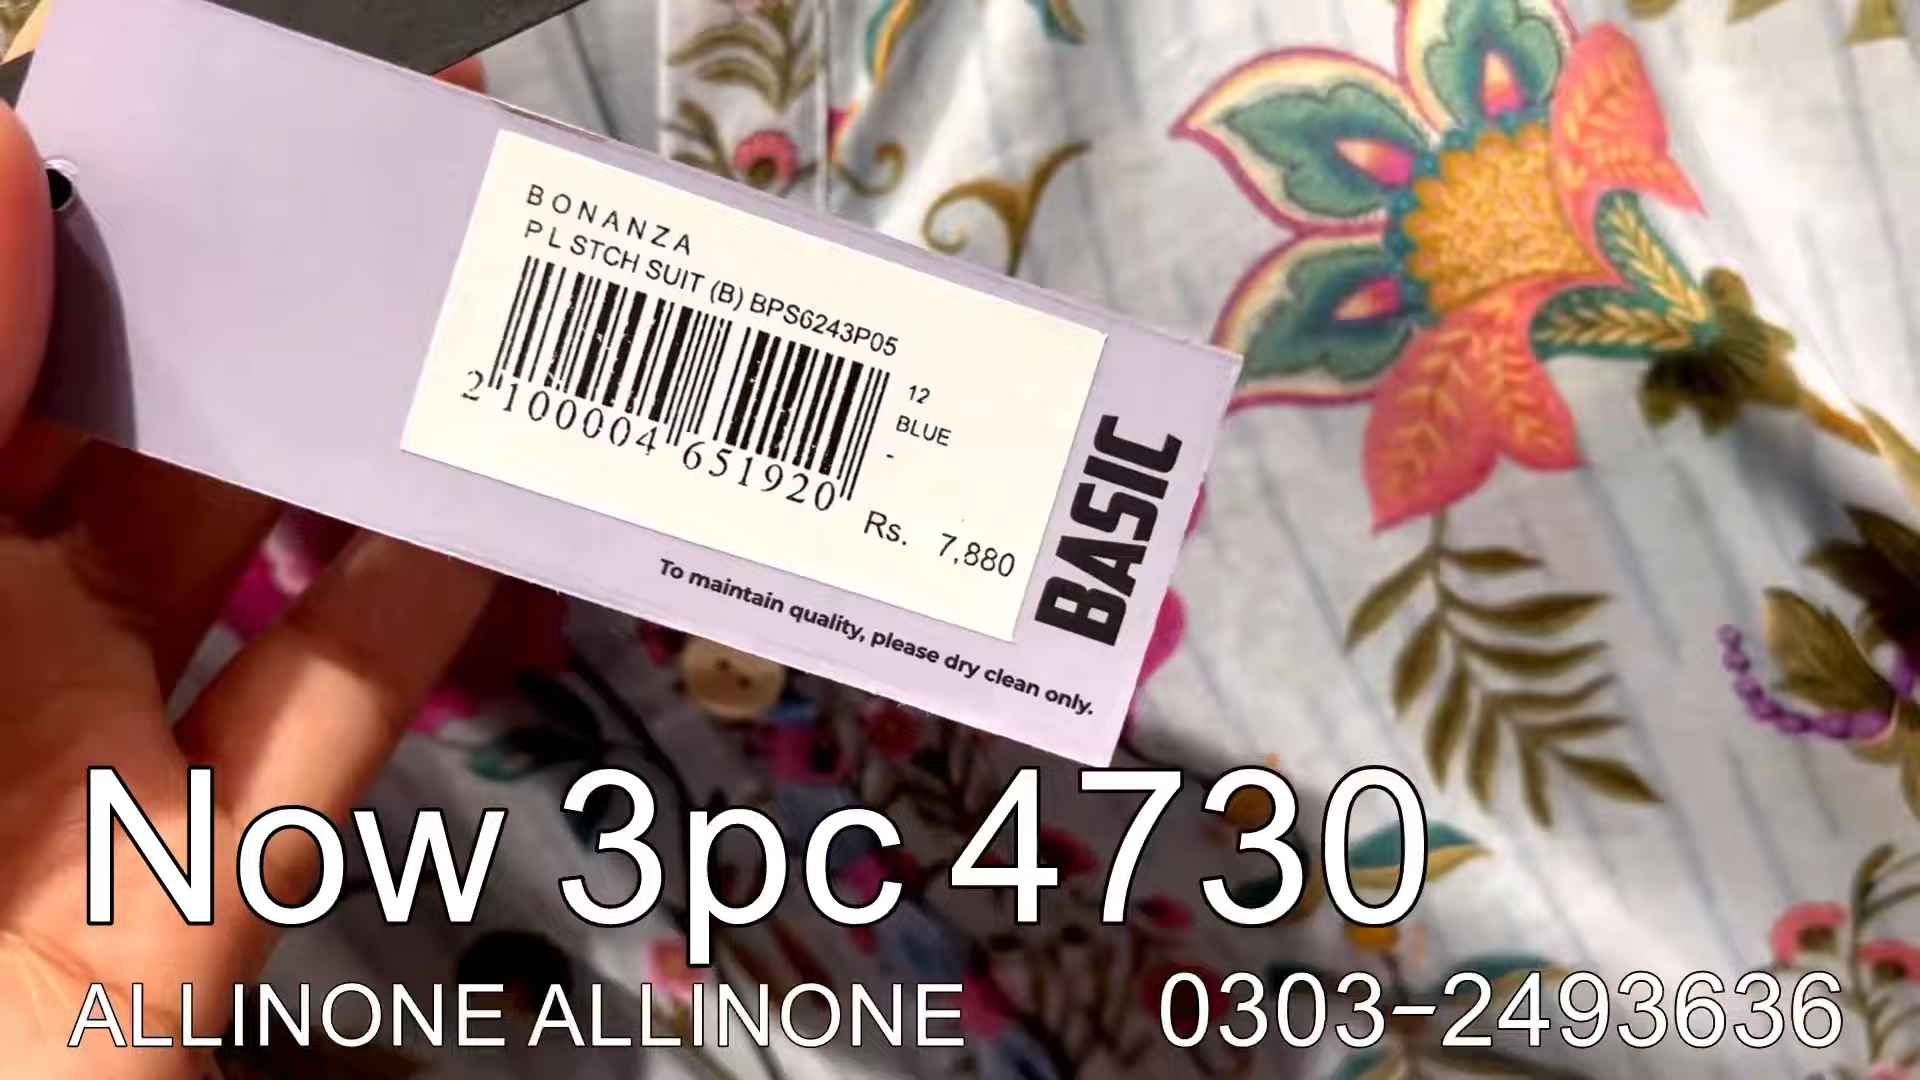 BONANZA
P L STCH SUIT (B) BPS6243P05
12
BLUE
-
2 100004 651920
Rs. 7,880
To maintain quality, please dry clean only.
BASIC
Now 3pc 4730
ALLINONE ALLINONE 0303-2493636